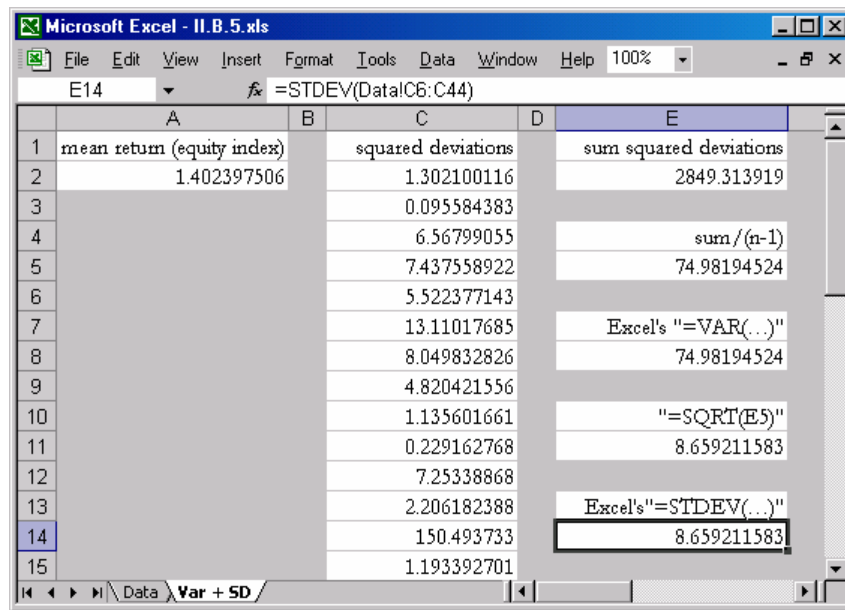 Microsoft Excel - II.B.5.xls
File Edit View Insert Format Tools Data Window Help 100%
E14 fx =STDEV(Data!C6:C44)
A B C D E
1 mean return (equity index) squared deviations sum squared deviations
2 1.402397506 1.302100116 2849.313919
3 0.095584383
4 6.56799055 sum/(n-1)
5 7.437558922 74.98194524
6 5.522377143
7 13.11017685 Excel's "=VAR(...)"
8 8.049832826 74.98194524
9 4.820421556
10 1.135601661 "=SQRT(E5)"
11 0.229162768 8.659211583
12 7.25338868
13 2.206182388 Excel's"=STDEV(...)"
14 150.493733 8.659211583
15 1.193392701
Data Var + SD